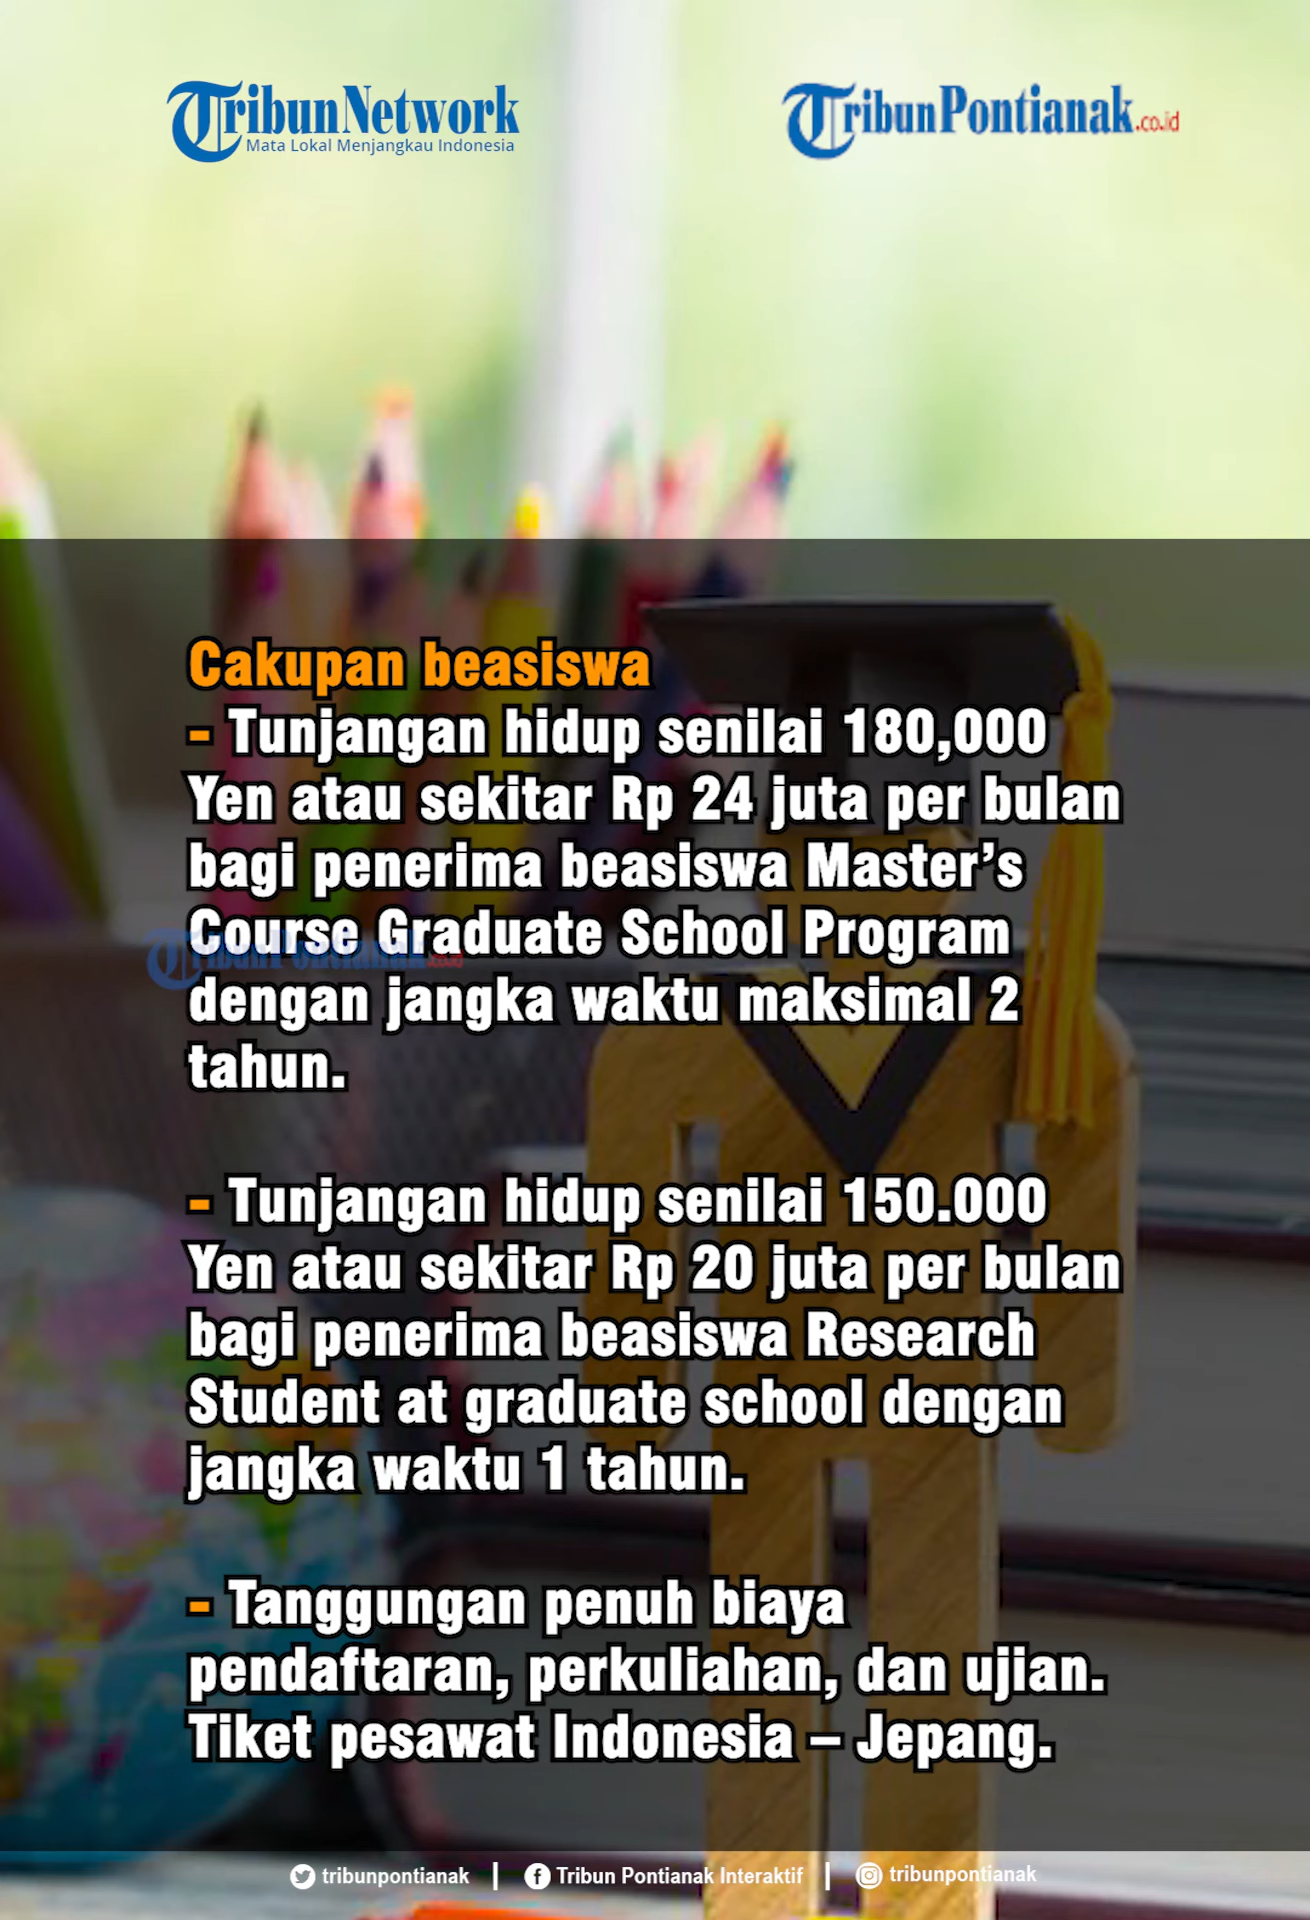 TribunNetwork
Mata Lokal Menjangkau Indonesia
TribunPontianak.co.id
Cakupan beasiswa
- Tunjangan hidup senilai 180,000
Yen atau sekitar Rp 24 juta per bulan
bagi penerima beasiswa Master’s
Course Graduate School Program
dengan jangka waktu maksimal 2
tahun.
TribunPontianak.co.id
- Tunjangan hidup senilai 150.000
Yen atau sekitar Rp 20 juta per bulan
bagi penerima beasiswa Research
Student at graduate school dengan
jangka waktu 1 tahun.
- Tanggungan penuh biaya
pendaftaran, perkuliahan, dan ujian.
Tiket pesawat Indonesia – Jepang.
tribunpontianak | Tribun Pontianak Interaktif | tribunpontianak